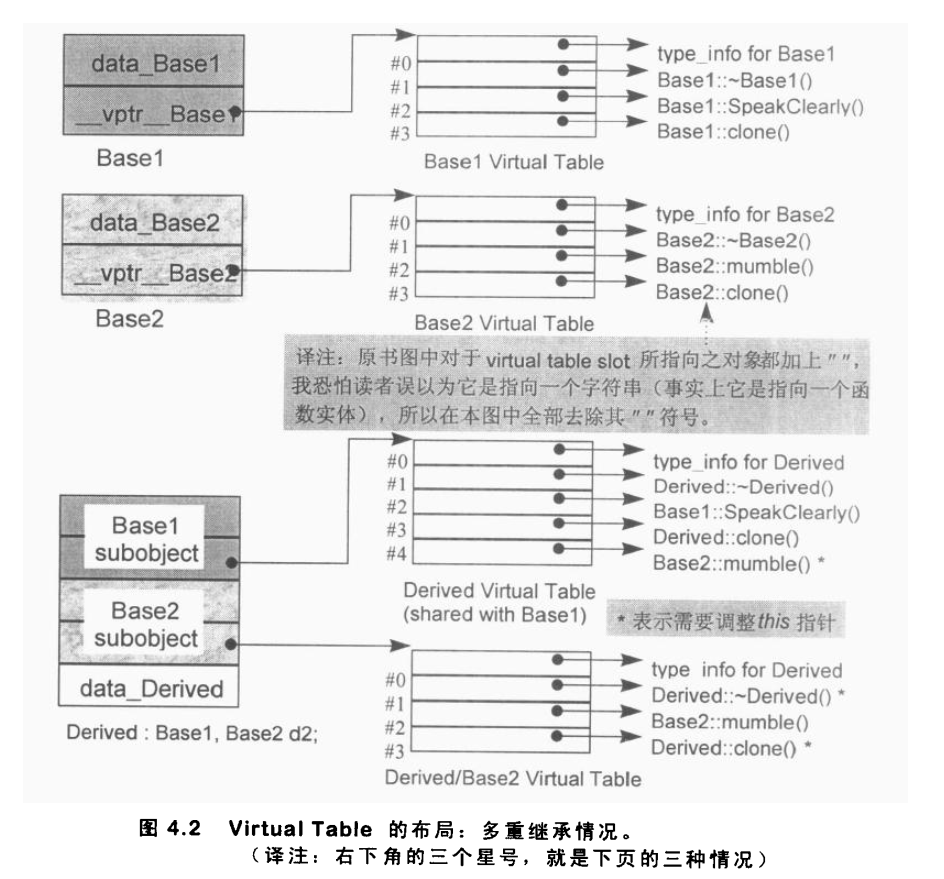 data_Base1
__vptr__Base1
Base1
#0
#1
#2
#3
type_info for Base1
Base1::~Base1()
Base1::SpeakClearly()
Base1::clone()
Base1 Virtual Table
data_Base2
__vptr__Base2
Base2
#0
#1
#2
#3
type_info for Base2
Base2::~Base2()
Base2::mumble()
Base2::clone()
Base2 Virtual Table
译注：原书图中对于 virtual table slot 所指向之对象都加上 " "，
我恐怕读者误以为它是指向一个字符串（事实上它是指向一个函
数实体），所以在本图中全部去除其 " " 符号。
Base1
subobject
Base2
subobject
data_Derived
Derived : Base1, Base2 d2;
#0
#1
#2
#3
#4
type_info for Derived
Derived::~Derived()
Base1::SpeakClearly()
Derived::clone()
Base2::mumble() *
Derived Virtual Table
(shared with Base1)
* 表示需要调整this 指针
#0
#1
#2
#3
type info for Derived
Derived::~Derived() *
Base2::mumble()
Derived::clone() *
Derived/Base2 Virtual Table
图 4.2 Virtual Table 的布局：多重继承情况。
（译注：右下角的三个星号，就是下页的三种情况）